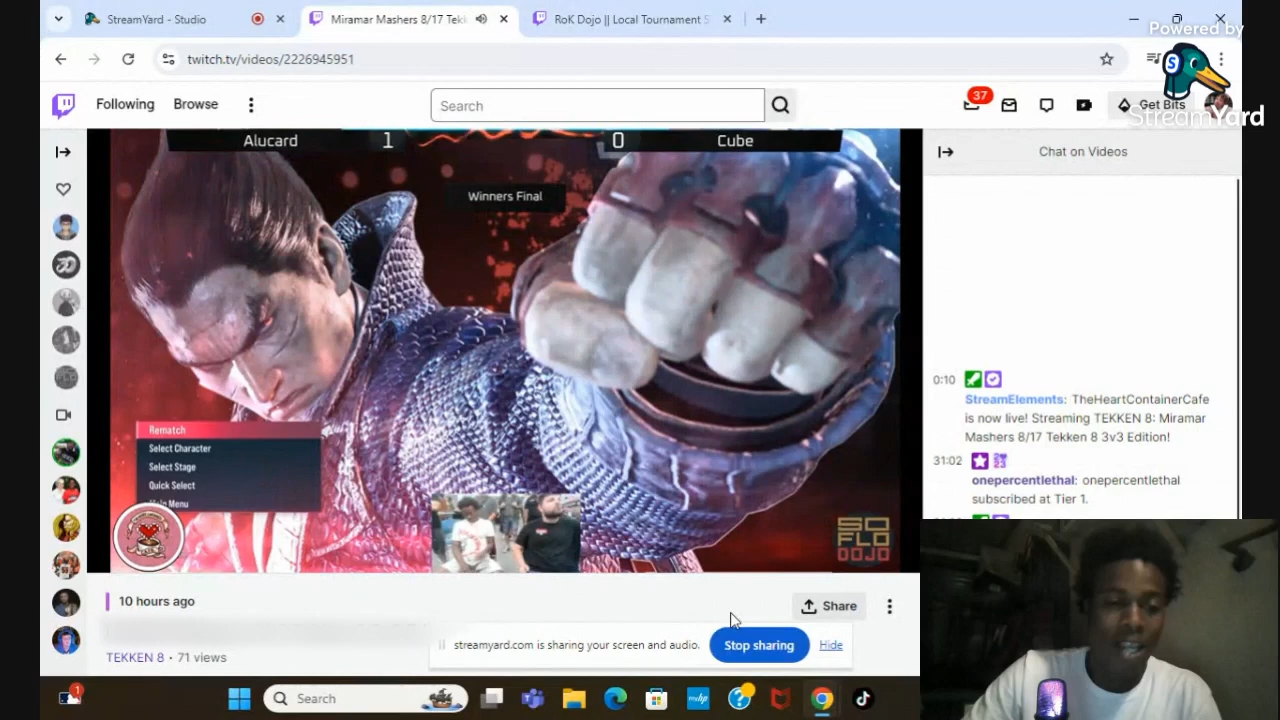 Powered by
StreamYard
StreamYard - Studio
Miramar Mashers 8/17 Tekk
RoK Dojo || Local Tournament S
twitch.tv/videos/2226945951
Following
Browse
Search
37
Get Bits
Alucard 1 0 Cube
Winners Final
Rematch
Select Character
Select Stage
Quick Select
Main Menu
SO
FLO
DOJO
Chat on Videos
0:10
StreamElements: TheHeartContainerCafe
is now live! Streaming TEKKEN 8: Miramar
Mashers 8/17 Tekken 8 3v3 Edition!
31:02
onepercentlethal: onepercentlethal
subscribed at Tier 1.
10 hours ago
Share
streamyard.com is sharing your screen and audio.
Stop sharing
Hide
TEKKEN 8 • 71 views
1
Search